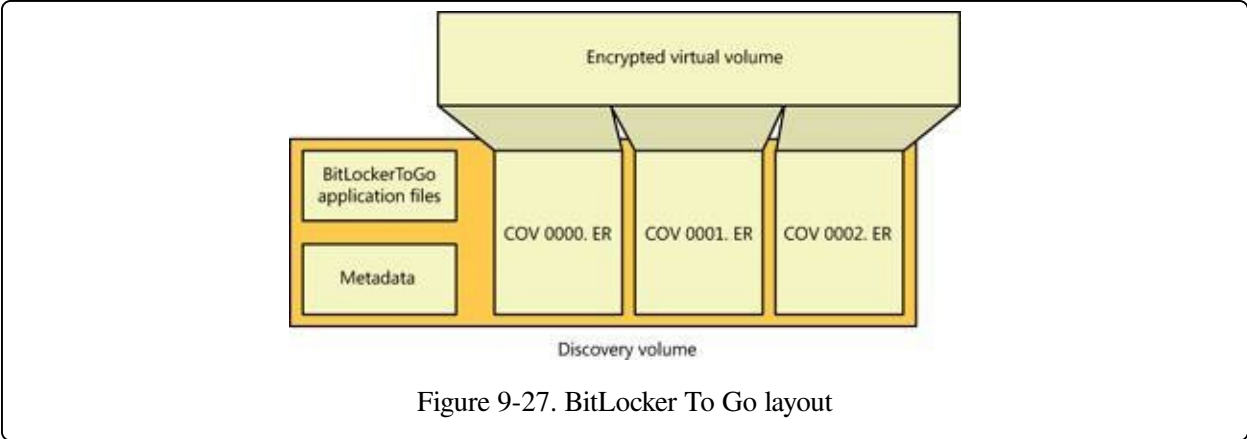 Encrypted virtual volume
BitLockerToGo
application files
Metadata
COV 0000. ER
COV 0001. ER
COV 0002. ER
Discovery volume
Figure 9-27. BitLocker To Go layout